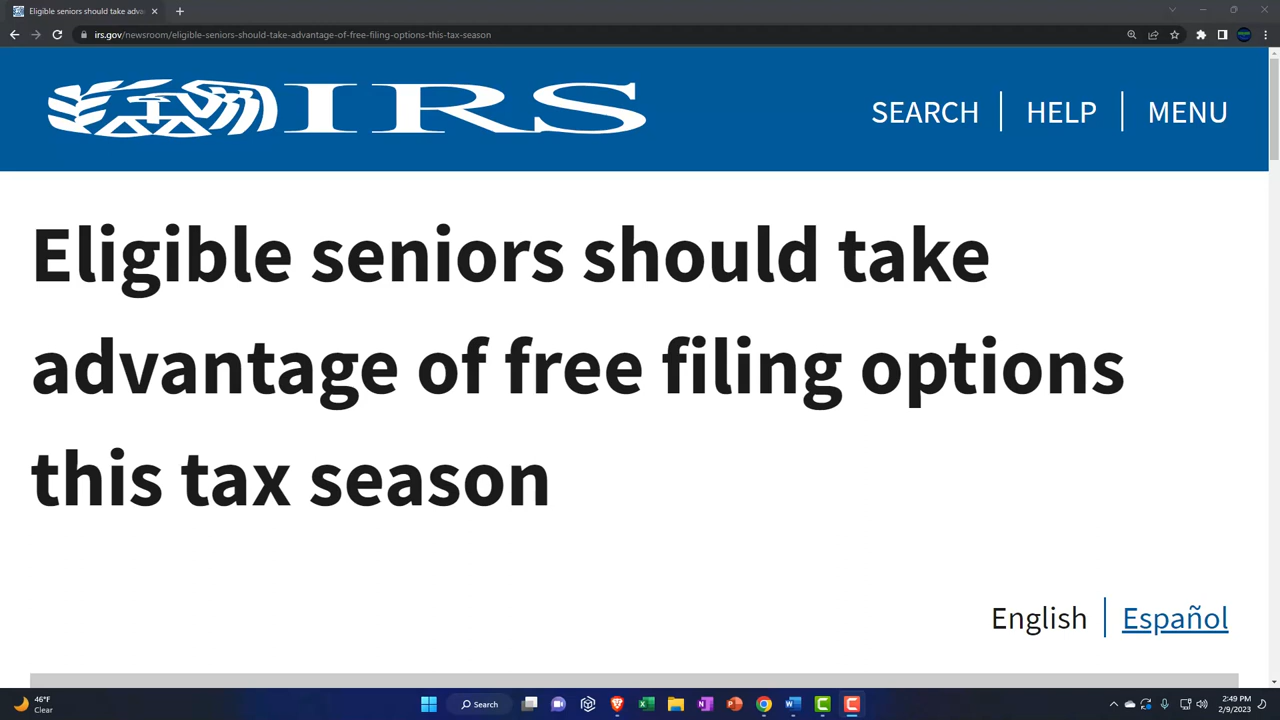 Eligible seniors should take adva
irs.gov/newsroom/eligible-seniors-should-take-advantage-of-free-filing-options-this-tax-season
IRS
SEARCH
HELP
MENU
Eligible seniors should take
advantage of free filing options
this tax season
English
Español
46°F
Clear
Search
2:49 PM
2/9/2023